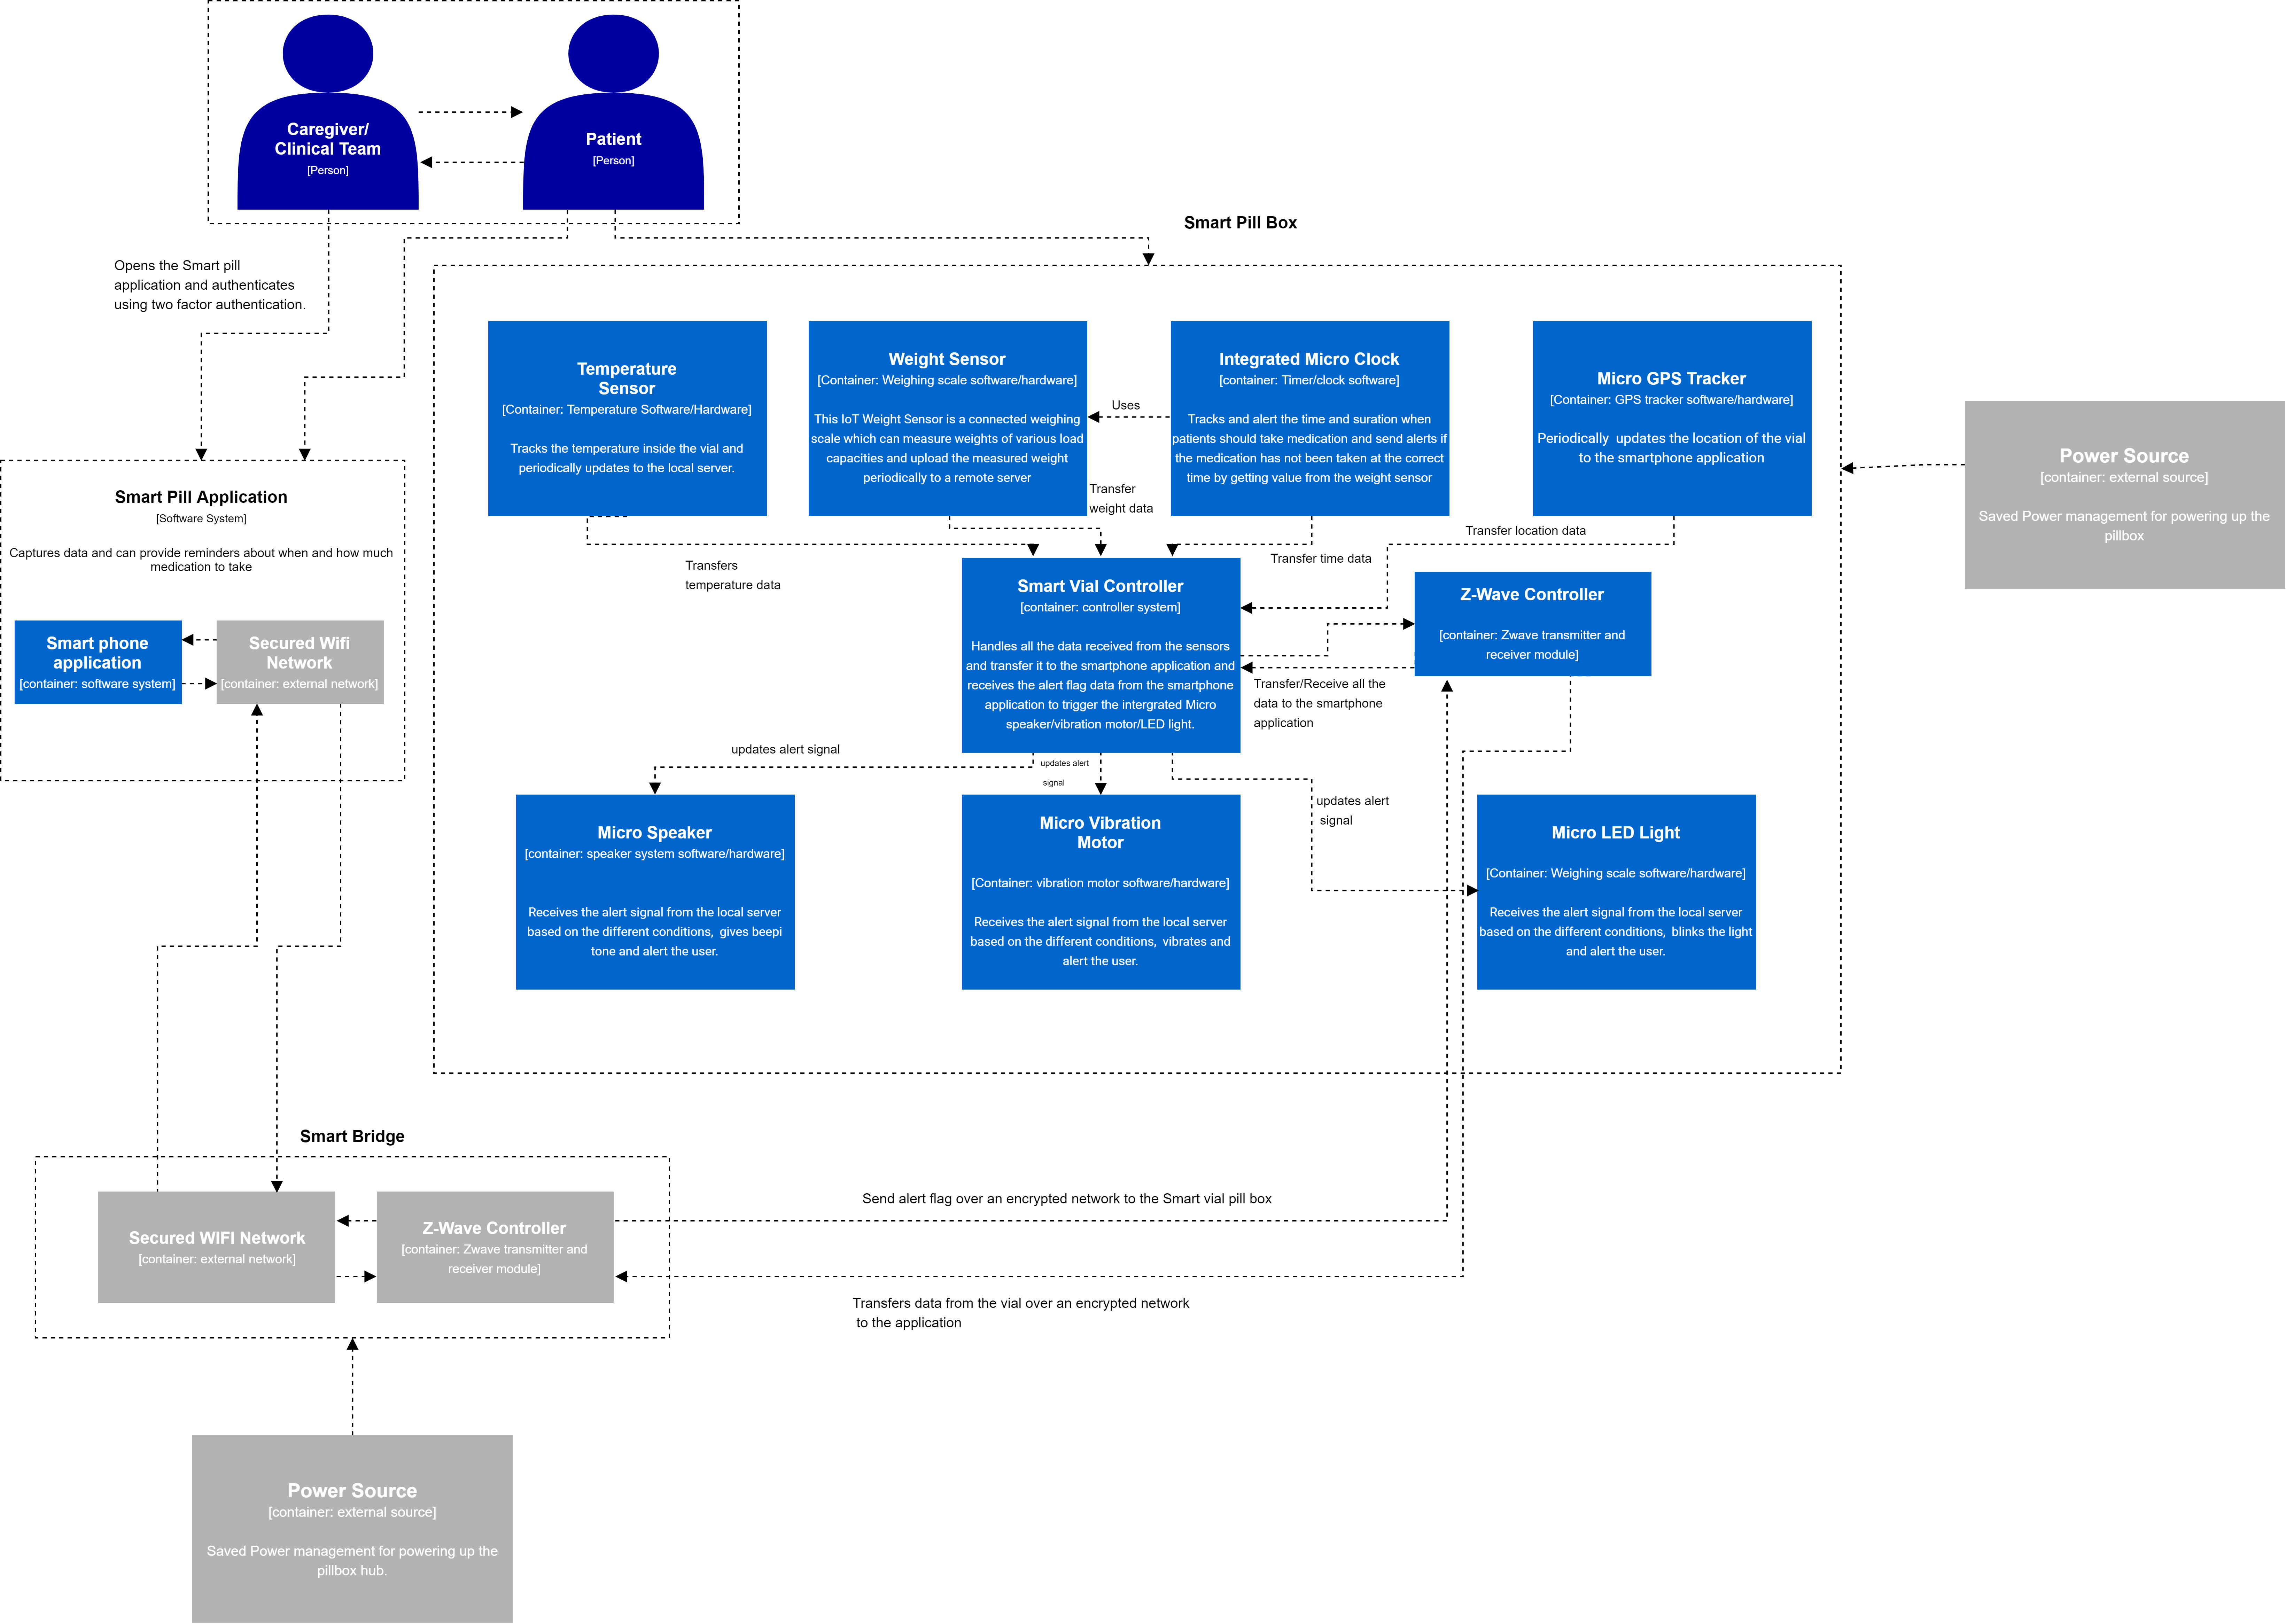 Caregiver/
Clinical Team
[Person]
Patient
[Person]
Opens the Smart pill
application and authenticates
using two factor authentication.
Smart Pill Box
Temperature
Sensor
[Container: Temperature Software/Hardware]
Tracks the temperature inside the vial and
periodically updates to the local server.
Weight Sensor
[Container: Weighing scale software/hardware]
This IoT Weight Sensor is a connected weighing
scale which can measure weights of various load
capacities and upload the measured weight
periodically to a remote server
Uses
Integrated Micro Clock
[container: Timer/clock software]
Tracks and alert the time and suration when
patients should take medication and send alerts if
the medication has not been taken at the correct
time by getting value from the weight sensor
Micro GPS Tracker
[Container: GPS tracker software/hardware]
Periodically  updates the location of the vial
to the smartphone application
Power Source
[container: external source]
Saved Power management for powering up the
pillbox
Transfers
temperature data
Transfer
weight data
Transfer time data
Transfer location data
Smart Pill Application
[Software System]
Captures data and can provide reminders about when and how much
medication to take
Smart phone
application
[container: software system]
Secured Wifi
Network
[container: external network]
Smart Vial Controller
[container: controller system]
Handles all the data received from the sensors
and transfer it to the smartphone application and
receives the alert flag data from the smartphone
application to trigger the intergrated Micro
speaker/vibration motor/LED light.
Z-Wave Controller
[container: Zwave transmitter and
receiver module]
Transfer/Receive all the
data to the smartphone
application
updates alert signal
updates alert
signal
updates alert
signal
Micro Speaker
[container: speaker system software/hardware]
Receives the alert signal from the local server
based on the different conditions,  gives beepi
tone and alert the user.
Micro Vibration
Motor
[Container: vibration motor software/hardware]
Receives the alert signal from the local server
based on the different conditions,  vibrates and
alert the user.
Micro LED Light
[Container: Weighing scale software/hardware]
Receives the alert signal from the local server
based on the different conditions,  blinks the light
and alert the user.
Smart Bridge
Secured WIFI Network
[container: external network]
Z-Wave Controller
[container: Zwave transmitter and
receiver module]
Send alert flag over an encrypted network to the Smart vial pill box
Transfers data from the vial over an encrypted network
to the application
Power Source
[container: external source]
Saved Power management for powering up the
pillbox hub.